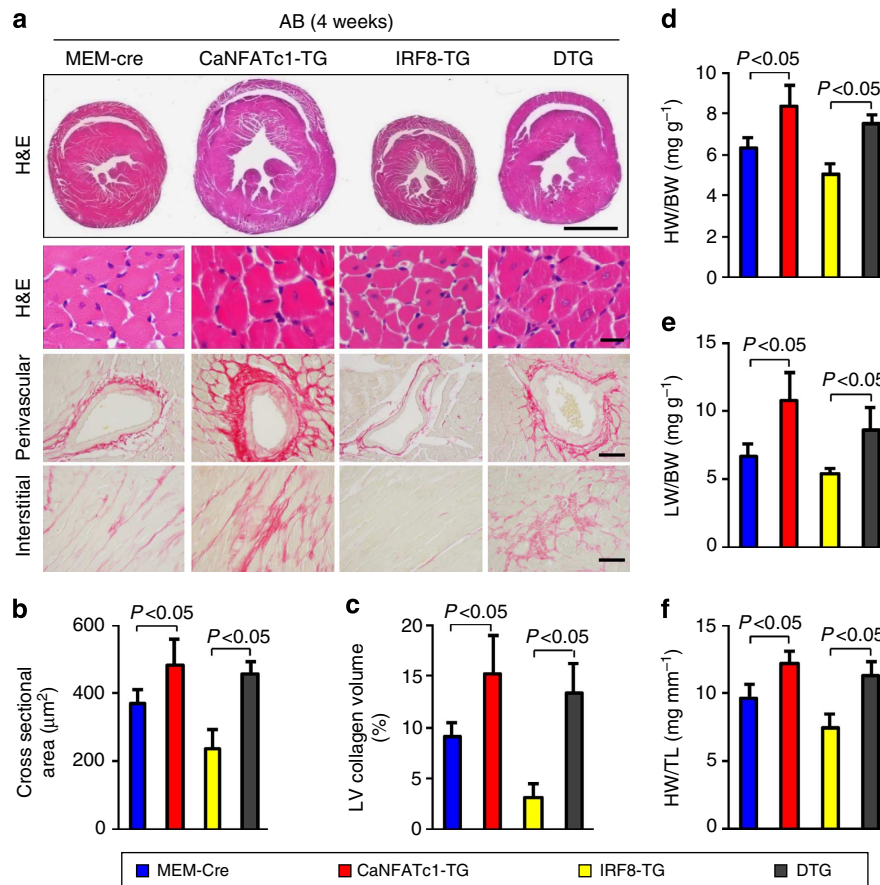 a
AB (4 weeks)
MEM-cre CaNFATc1-TG IRF8-TG DTG
H&E
H&E
Perivascular
Interstitial
b
Cross sectional
area (μm²)
600
400
200
0
P<0.05
P<0.05
c
LV collagen volume
(%)
20
15
10
5
0
P<0.05
P<0.05
d
HW/BW (mg g⁻¹)
10
8
6
4
2
0
P<0.05
P<0.05
e
LW/BW (mg g⁻¹)
15
10
5
0
P<0.05
P<0.05
f
HW/TL (mg mm⁻¹)
15
10
5
0
P<0.05
P<0.05
MEM-Cre CaNFATc1-TG IRF8-TG DTG